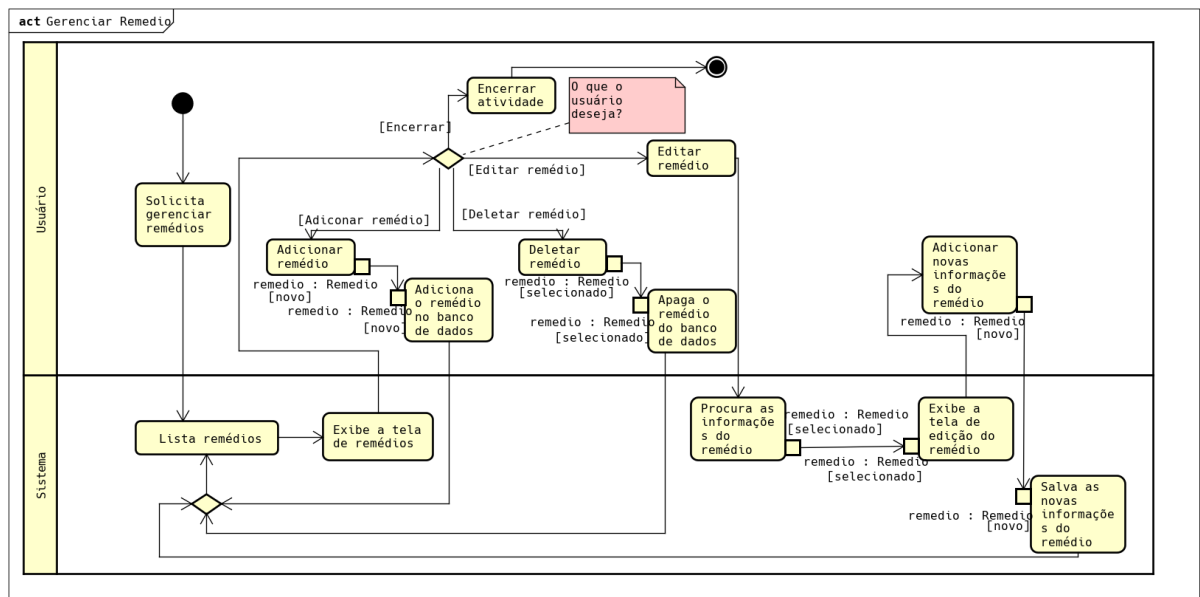 act Gerenciar Remedio
Usuário
Encerrar
atividade
O que o
usuário
deseja?
[Encerrar]
[Editar remédio]
Editar
remédio
Solicita
gerenciar
remédios
[Adiconar remédio]
[Deletar remédio]
Adicionar
remédio
remedio : Remedio
[novo]
remedio : Remedio
[novo]
Adiciona
o remédio
no banco
de dados
Deletar
remédio
remedio : Remedio
[selecionado]
remedio : Remedio
[selecionado]
Apaga o
remédio
do banco
de dados
Adicionar
novas
informaçõe
s do
remédio
remedio : Remedio
[novo]
Sistema
Lista remédios
Exibe a tela
de remédios
Procura as
informaçõe
s do
remédio
remedio : Remedio
[selecionado]
remedio : Remedio
[selecionado]
Exibe a
tela de
edição do
remédio
remedio : Remedio
[novo]
Salva as
novas
informaçõe
s do
remédio